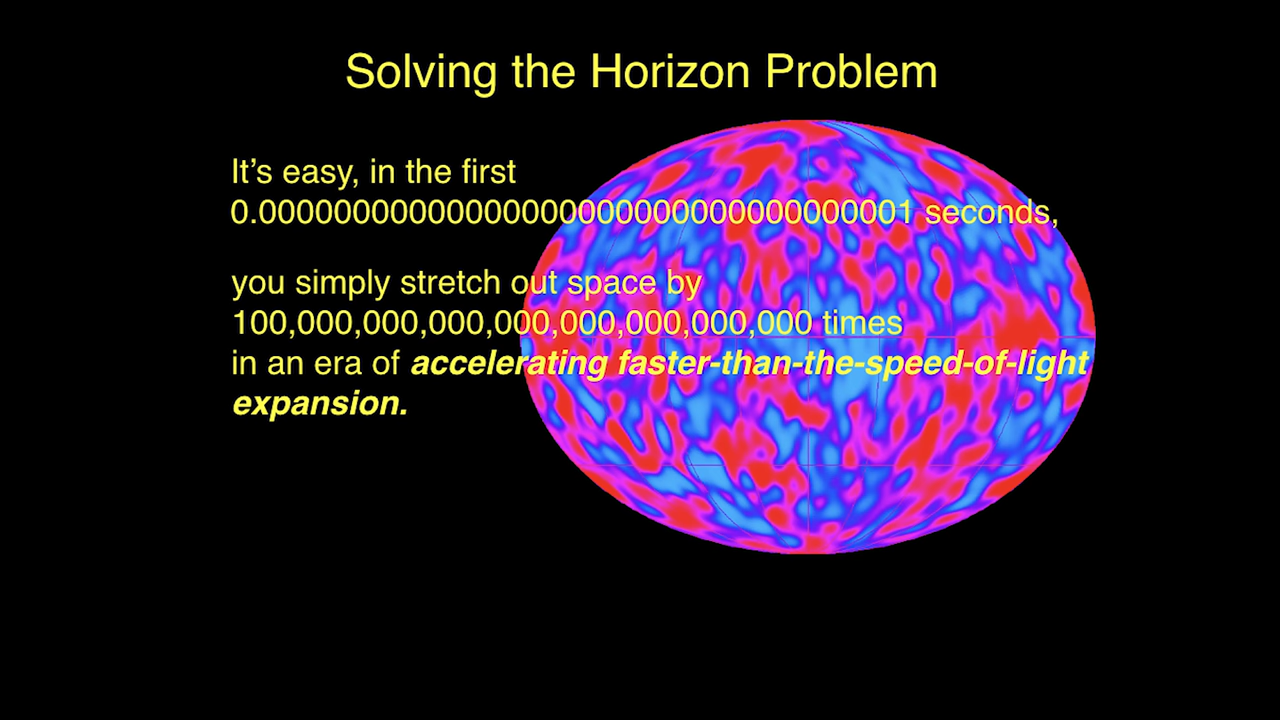 Solving the Horizon Problem
It’s easy, in the first
0.00000000000000000000000000000000001 seconds,
you simply stretch out space by
100,000,000,000,000,000,000,000,000 times
in an era of accelerating faster-than-the-speed-of-light
expansion.